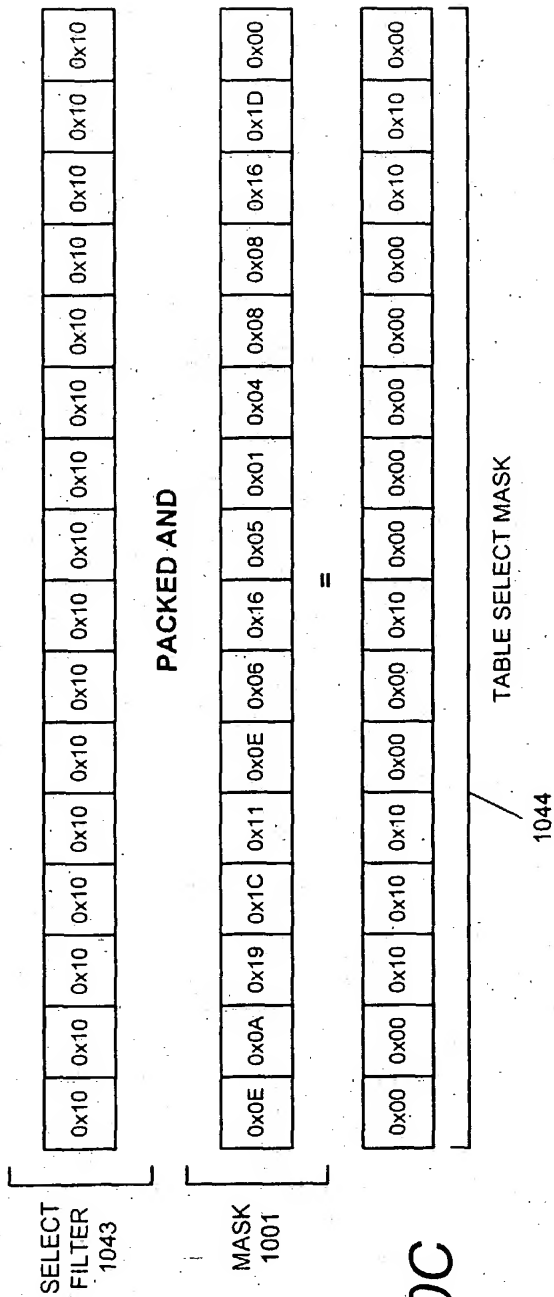 SELECT
FILTER
1043
0x10 0x10 0x10 0x10 0x10 0x10 0x10 0x10 0x10 0x10 0x10 0x10 0x10 0x10 0x10 0x10
PACKED AND
MASK
1001
0x0E 0x0A 0x19 0x1C 0x11 0x0E 0x06 0x16 0x05 0x01 0x04 0x08 0x08 0x16 0x1D 0x00
=
0x00 0x00 0x10 0x10 0x10 0x00 0x00 0x10 0x00 0x00 0x00 0x00 0x00 0x10 0x10 0x00
TABLE SELECT MASK
1044